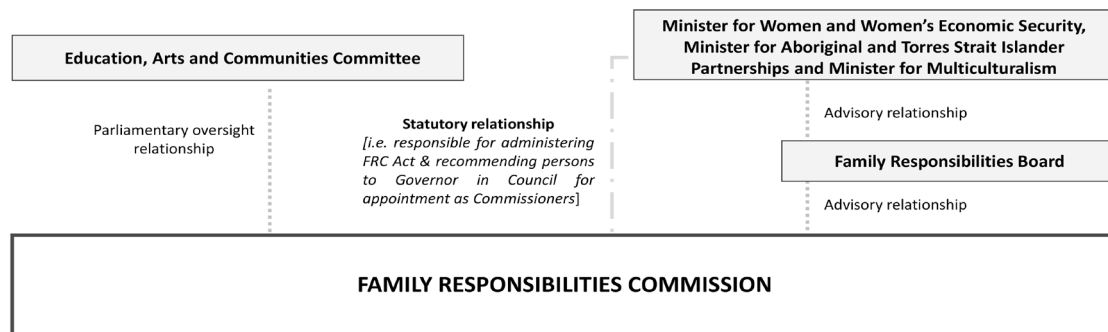 Education, Arts and Communities Committee
Minister for Women and Women’s Economic Security,
Minister for Aboriginal and Torres Strait Islander
Partnerships and Minister for Multiculturalism
Parliamentary oversight
relationship
Statutory relationship
[i.e. responsible for administering
FRC Act & recommending persons
to Governor in Council for
appointment as Commissioners]
Advisory relationship
Family Responsibilities Board
Advisory relationship
FAMILY RESPONSIBILITIES COMMISSION